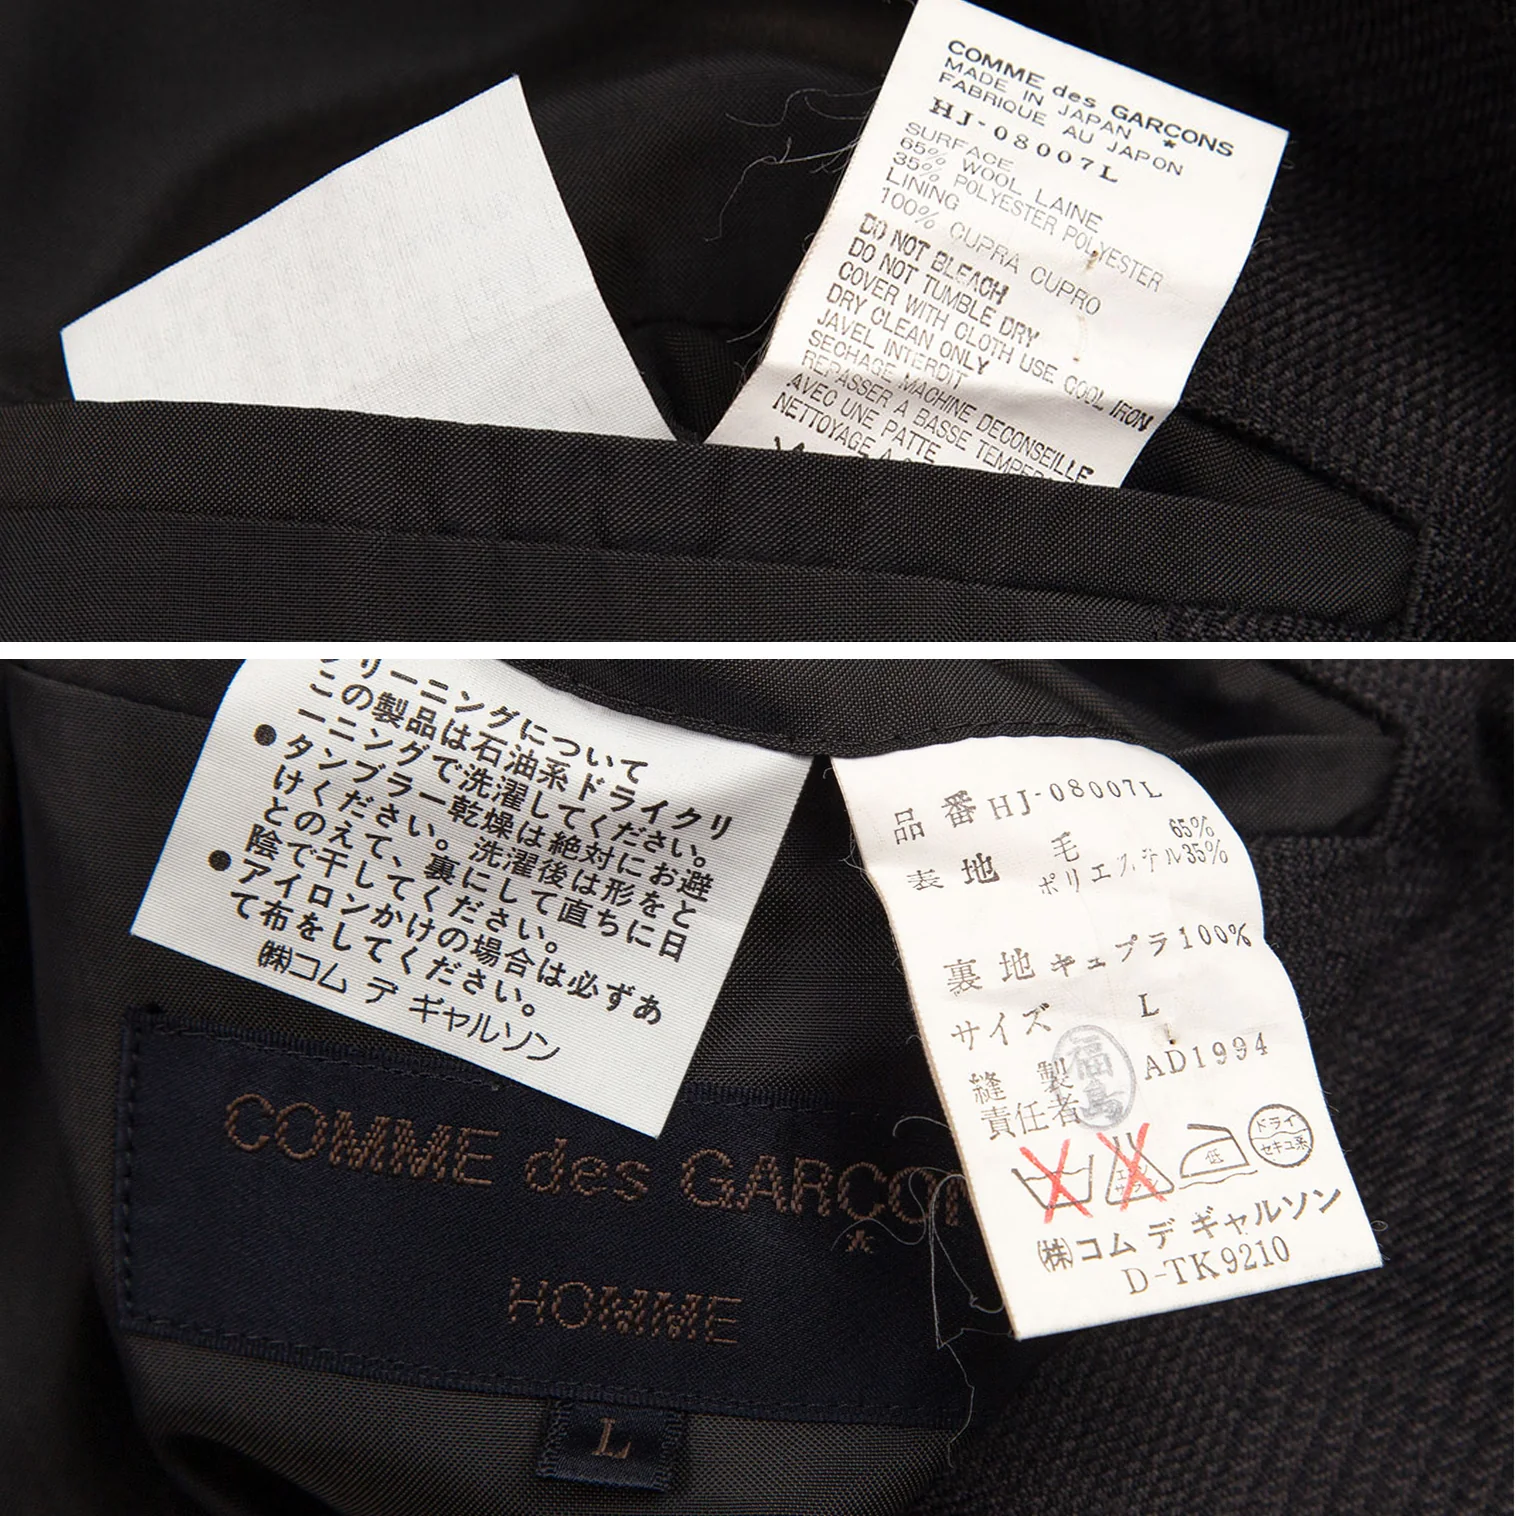 COMME des GARCONS *
MADE IN JAPAN
FABRIQUE AU JAPON
HJ-08007L
SURFACE
65% WOOL LAINE
35% POLYESTER POLYESTER
LINING
100% CUPRA CUPRO
DO NOT BLEACH
DO NOT TUMBLE DRY
COVER WITH CLOTH USE COOL IRON
DRY CLEAN ONLY
JAVEL INTERDIT
SECHAGE MACHINE DECONSEILLE
REPASSER A BASSE
AVEC UNE PATTE
NETTOYAGE A
リーニングについて
この製品は石油系ドライクリ
ーニングで洗濯してください。
●タンブラー乾燥は絶対にお避
けください。洗濯後は形をと
とのえて、裏にして直ちに日
陰で干してください。
●アイロンかけの場合は必ずあ
て布をしてください。
㈱コム デ ギャルソン
品番 HJ-08007L
表地 毛 65%
ポリエステル35%
裏地 キュプラ100%
サイズ L
縫製
責任者 福島 AD1994
エンソ
サラシ
低
ドライ
セキユ系
㈱コム デ ギャルソン
D-TK9210
COMME des GARCON
*
HOMME
L